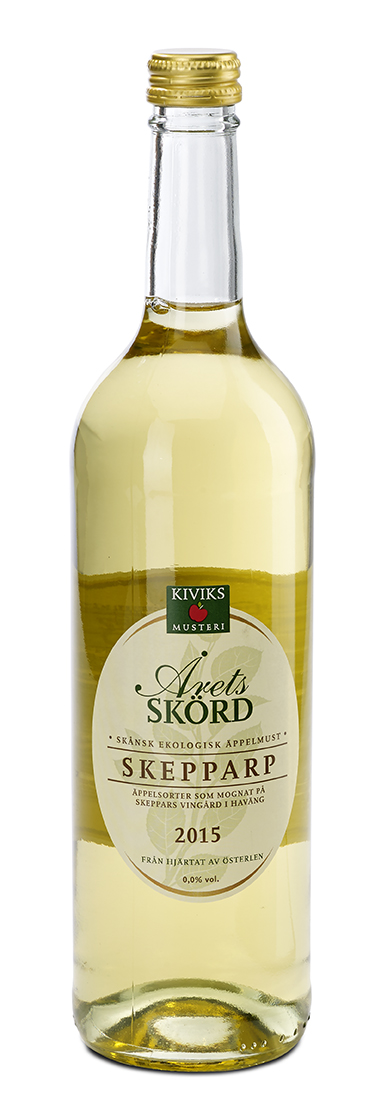 KIVIKS
MUSTERI
Årets
SKÖRD
• SKÅNSK EKOLOGISK ÄPPELMUST •
SKEPPARP
ÄPPELSORTER SOM MOGNAT PÅ
SKEPPARS VINGÅRD I HAVÄNG
2015
FRÅN HJÄRTAT AV ÖSTERLEN
0,0% vol.